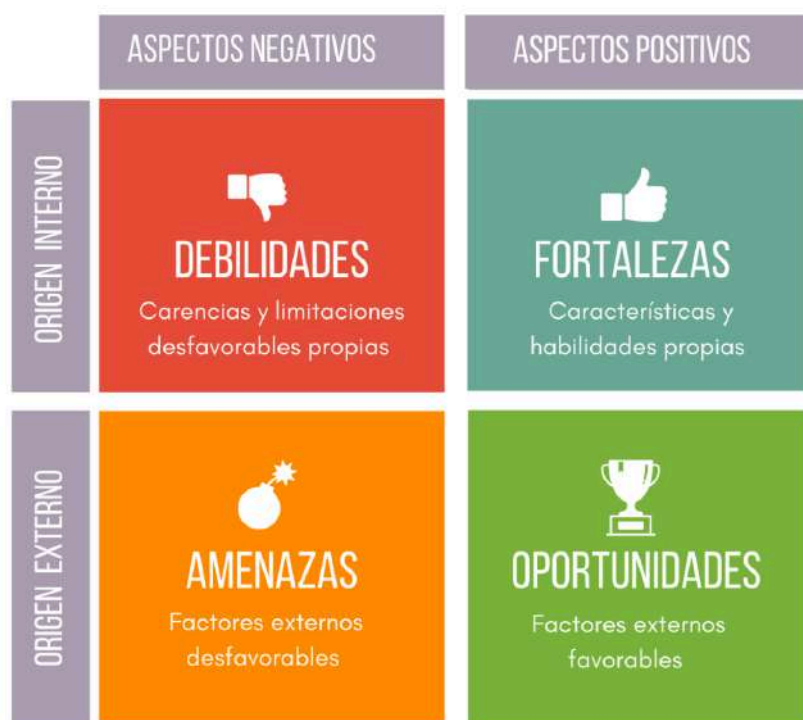 ASPECTOS NEGATIVOS
ASPECTOS POSITIVOS
ORIGEN INTERNO
DEBILIDADES
Carencias y limitaciones
desfavorables propias
FORTALEZAS
Características y
habilidades propias
ORIGEN EXTERNO
AMENAZAS
Factores externos
desfavorables
OPORTUNIDADES
Factores externos
favorables